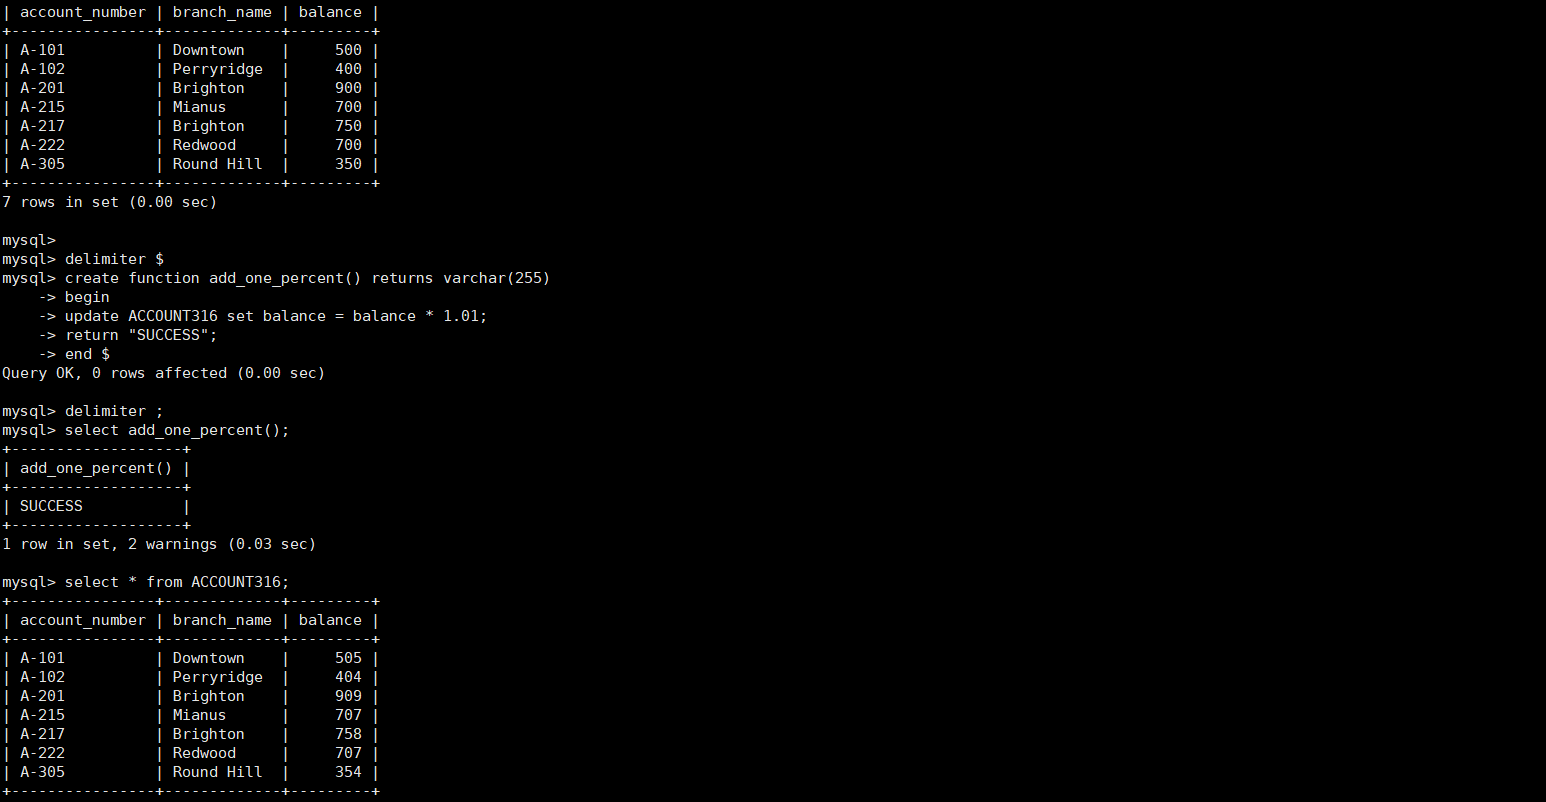 | account_number | branch_name | balance |
+----------------+-------------+---------+
| A-101          | Downtown    |     500 |
| A-102          | Perryridge  |     400 |
| A-201          | Brighton    |     900 |
| A-215          | Mianus      |     700 |
| A-217          | Brighton    |     750 |
| A-222          | Redwood     |     700 |
| A-305          | Round Hill  |     350 |
+----------------+-------------+---------+
7 rows in set (0.00 sec)

mysql>
mysql> delimiter $
mysql> create function add_one_percent() returns varchar(255)
    -> begin
    -> update ACCOUNT316 set balance = balance * 1.01;
    -> return "SUCCESS";
    -> end $
Query OK, 0 rows affected (0.00 sec)

mysql> delimiter ;
mysql> select add_one_percent();
+-------------------+
| add_one_percent() |
+-------------------+
| SUCCESS           |
+-------------------+
1 row in set, 2 warnings (0.03 sec)

mysql> select * from ACCOUNT316;
+----------------+-------------+---------+
| account_number | branch_name | balance |
+----------------+-------------+---------+
| A-101          | Downtown    |     505 |
| A-102          | Perryridge  |     404 |
| A-201          | Brighton    |     909 |
| A-215          | Mianus      |     707 |
| A-217          | Brighton    |     758 |
| A-222          | Redwood     |     707 |
| A-305          | Round Hill  |     354 |
+----------------+-------------+---------+